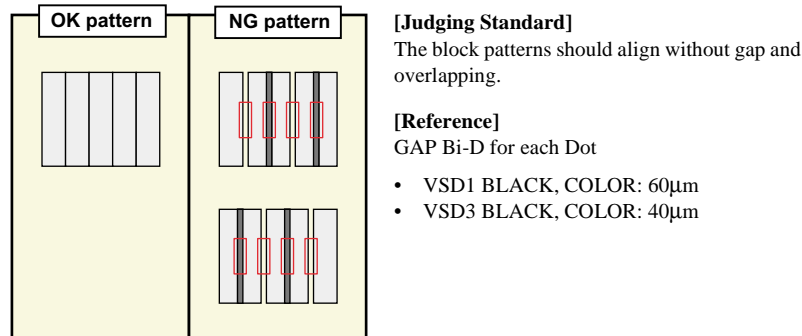 OK pattern
NG pattern
[Judging Standard]
The block patterns should align without gap and
overlapping.
[Reference]
GAP Bi-D for each Dot
• VSD1 BLACK, COLOR: 60μm
• VSD3 BLACK, COLOR: 40μm